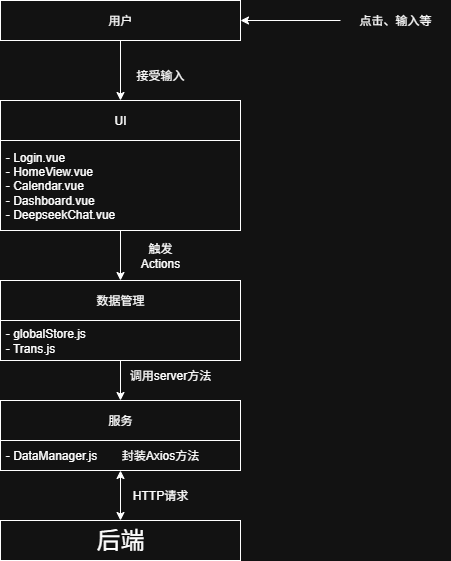 用户
点击、输入等
接受输入
UI
- Login.vue
- HomeView.vue
- Calendar.vue
- Dashboard.vue
- DeepseekChat.vue
触发
Actions
数据管理
- globalStore.js
- Trans.js
调用server方法
服务
- DataManager.js 封装Axios方法
HTTP请求
后端